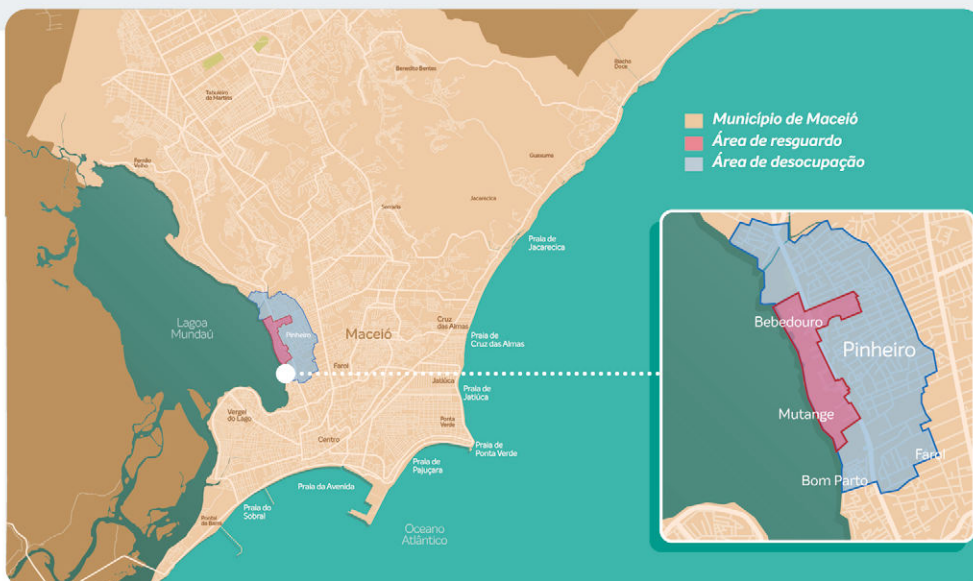 Benedito Bentes
Riacho
Doce
Tabuleiro
do Martins
Município de Maceió
Área de resguardo
Área de desocupação
Fernão
Velho
Guaxuma
Serraria
Jacarecica
Praia de
Jacarecica
Lagoa
Mundaú
Pinheiro
Maceió
Cruz
das Almas
Praia de
Cruz das Almas
Farol
Jatiúca
Praia de
Jatiúca
Vergel
do Lago
Centro
Ponta
Verde
Praia de
Ponta Verde
Praia de
Pajuçara
Praia da Avenida
Praia do
Sobral
Oceano
Atlântico
Bebedouro
Pinheiro
Mutange
Farol
Bom Parto